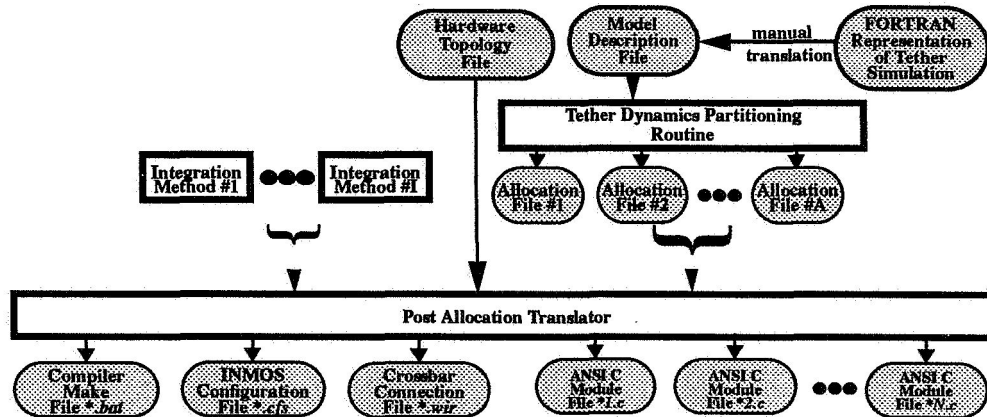 Hardware
Topology
File
Model
Description
File
manual
translation
FORTRAN
Representation
of Tether
Simulation
Tether Dynamics Partitioning
Routine
Integration
Method #1
Integration
Method #I
Allocation
File #1
Allocation
File #2
Allocation
File #A
Post Allocation Translator
Compiler
Make
File *.bat
INMOS
Configuration
File *.cfs
Crossbar
Connection
File *.wir
ANSI C
Module
File *1.c
ANSI C
Module
File *2.c
ANSI C
Module
File *N.c